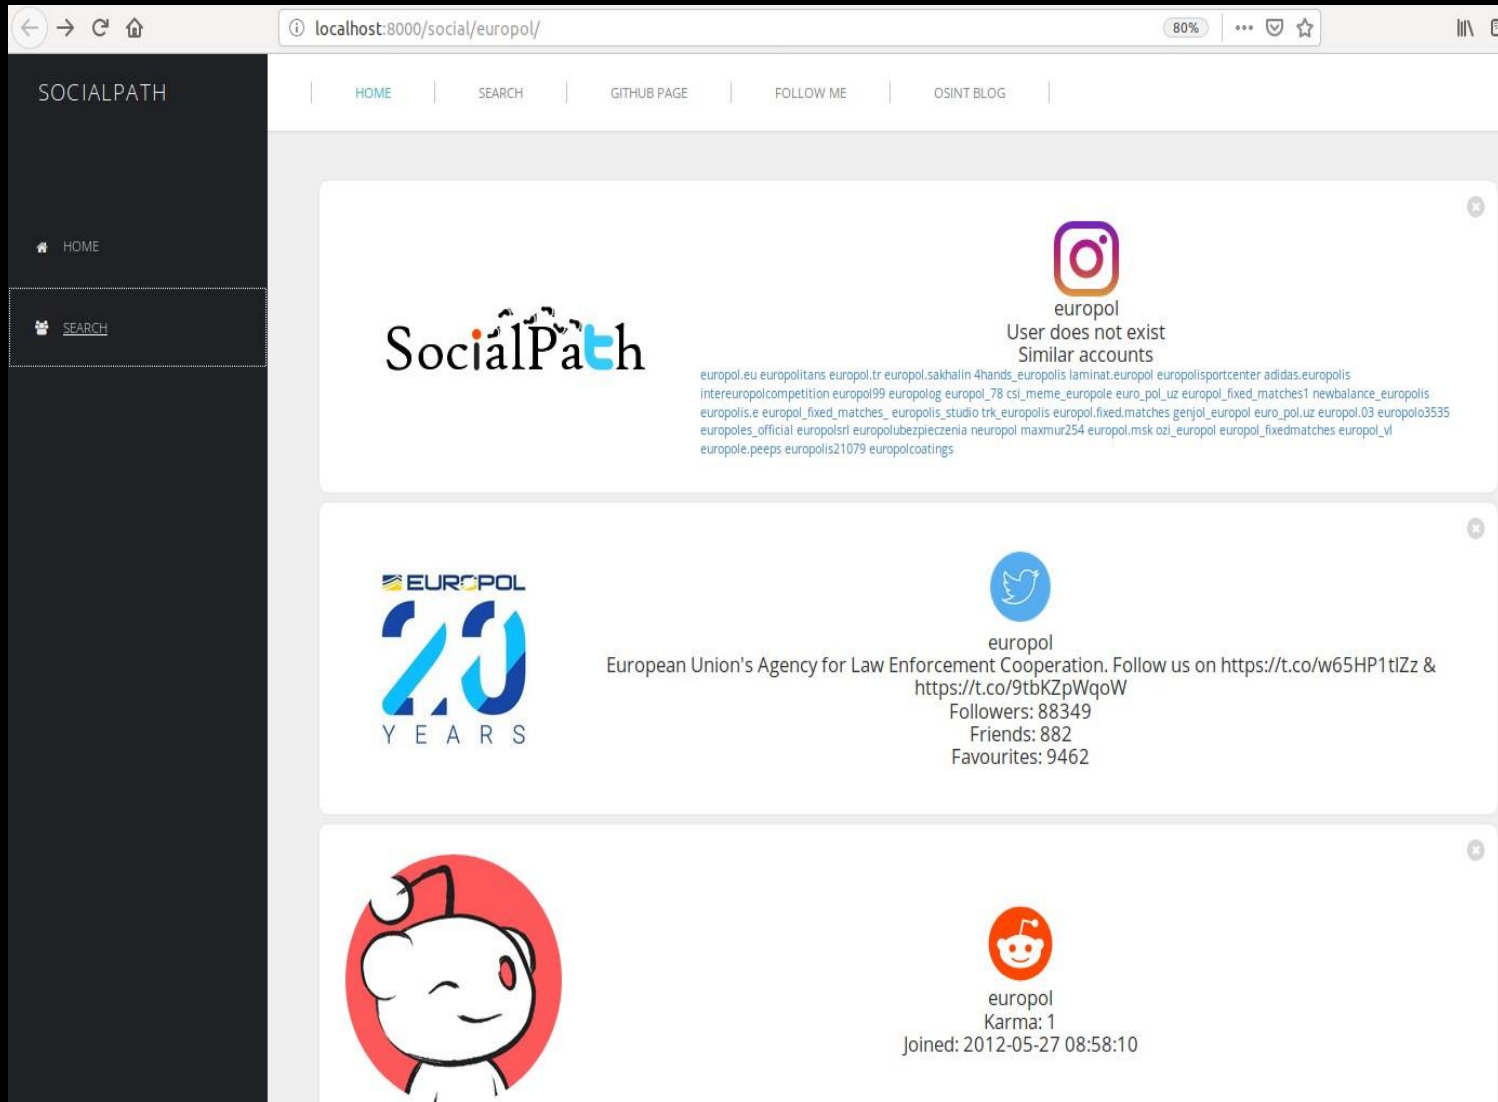 localhost:8000/social/europol/
80%
SOCIALPATH
HOME
SEARCH
GITHUB PAGE
FOLLOW ME
OSINT BLOG
HOME
SEARCH
SocialPath
europol
User does not exist
Similar accounts
europol.eu europolitans europol.tr europol.sakhalin 4hands_europolis laminat.europol europolisportcenter adidas.europolis
intereuropolcompetition europol99 europolog europol_78 csi_meme_europole euro_pol_uz europol_fixed_matches1 newbalance_europolis
europolis.e europol_fixed_matches_ europolis_studio trk_europolis europol.fixed.matches genjol_europol euro_pol.uz europol.03 europolo3535
europoles_official europolsrl europolubezpieczenia neuropol maxmur254 europol.msk ozi_europol europol_fixedmatches europol_vl
europole.peeps europolis21079 europolcoatings
EUROPOL
20
YEARS
europol
European Union's Agency for Law Enforcement Cooperation. Follow us on https://t.co/w65HP1tlZz &
https://t.co/9tbKZpWqoW
Followers: 88349
Friends: 882
Favourites: 9462
europol
Karma: 1
Joined: 2012-05-27 08:58:10